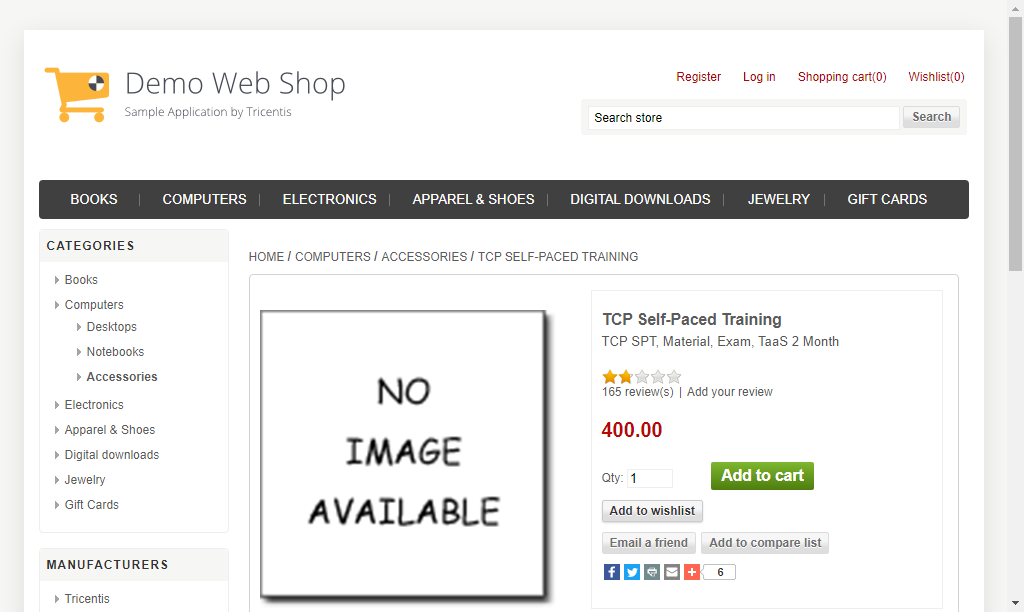 Demo Web Shop
Sample Application by Tricentis
Register Log in Shopping cart(0) Wishlist(0)
Search store Search
BOOKS | COMPUTERS | ELECTRONICS | APPAREL & SHOES | DIGITAL DOWNLOADS | JEWELRY | GIFT CARDS
CATEGORIES
Books
Computers
Desktops
Notebooks
Accessories
Electronics
Apparel & Shoes
Digital downloads
Jewelry
Gift Cards
MANUFACTURERS
Tricentis
HOME / COMPUTERS / ACCESSORIES / TCP SELF-PACED TRAINING
NO
IMAGE
AVAILABLE
TCP Self-Paced Training
TCP SPT, Material, Exam, TaaS 2 Month
165 review(s) | Add your review
400.00
Qty: 1 Add to cart
Add to wishlist
Email a friend Add to compare list
6